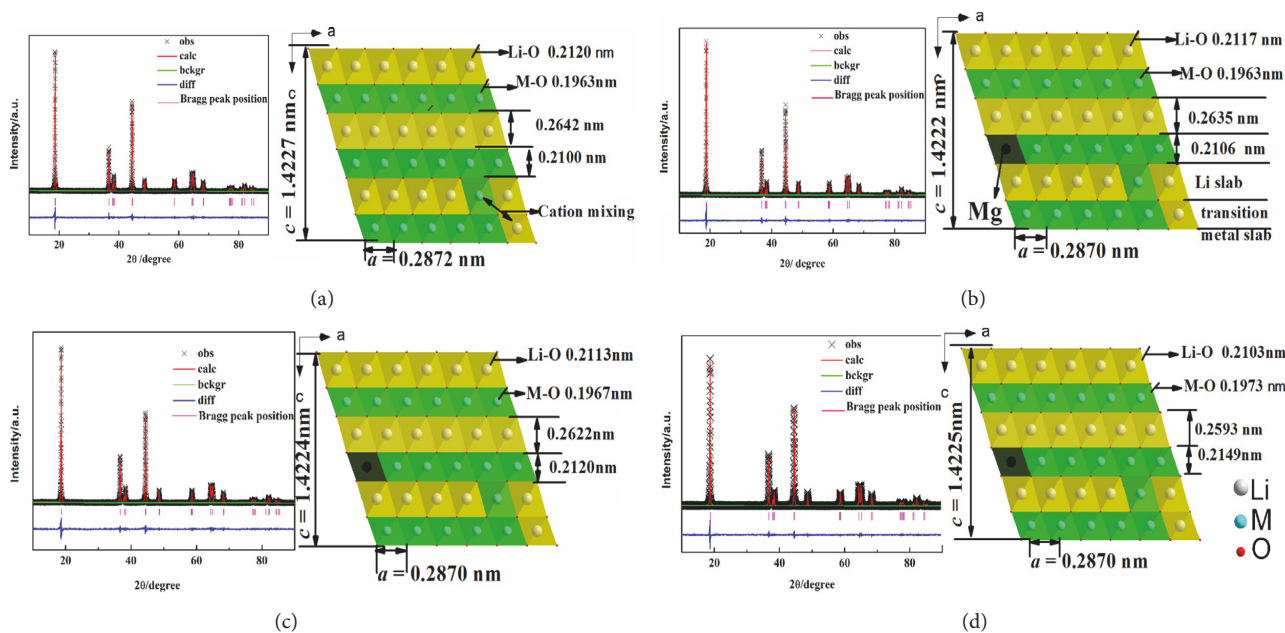 a
obs
calc
bckgr
diff
Bragg peak position
Intensity/a.u.
20 40 60 80
2θ /degree
c
c = 1.4227 nm
Li-O 0.2120 nm
M-O 0.1963nm
0.2642 nm
0.2100 nm
Cation mixing
a = 0.2872 nm
(a)
a
obs
calc
bckgr
diff
Bragg peak position
Intensity/a.u.
20 40 60 80
2θ/ degree
c
c = 1.4222 nm
Li-O 0.2117 nm
M-O 0.1963nm
0.2635 nm
0.2106 nm
Li slab
transition
metal slab
Mg
a = 0.2870 nm
(b)
a
obs
calc
bckgr
diff
Bragg peak position
Intensity/a.u.
20 40 60 80
2θ/degree
c
c = 1.4224nm
Li-O 0.2113nm
M-O 0.1967nm
0.2622nm
0.2120nm
a = 0.2870 nm
(c)
a
obs
calc
bckgr
diff
Bragg peak position
Intensity/a.u.
20 40 60 80
2θ/degree
c
c = 1.4225nm
Li-O 0.2103nm
M-O 0.1973 nm
0.2593 nm
0.2149nm
a = 0.2870 nm
Li
M
O
(d)